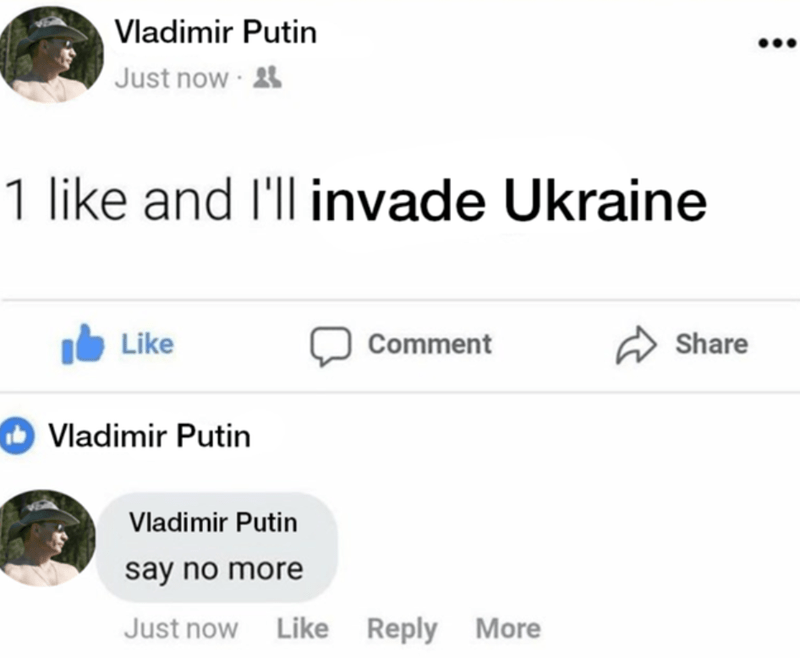 Vladimir Putin
Just now ·
1 like and I'll invade Ukraine
Like Comment Share
Vladimir Putin
Vladimir Putin
say no more
Just now Like Reply More